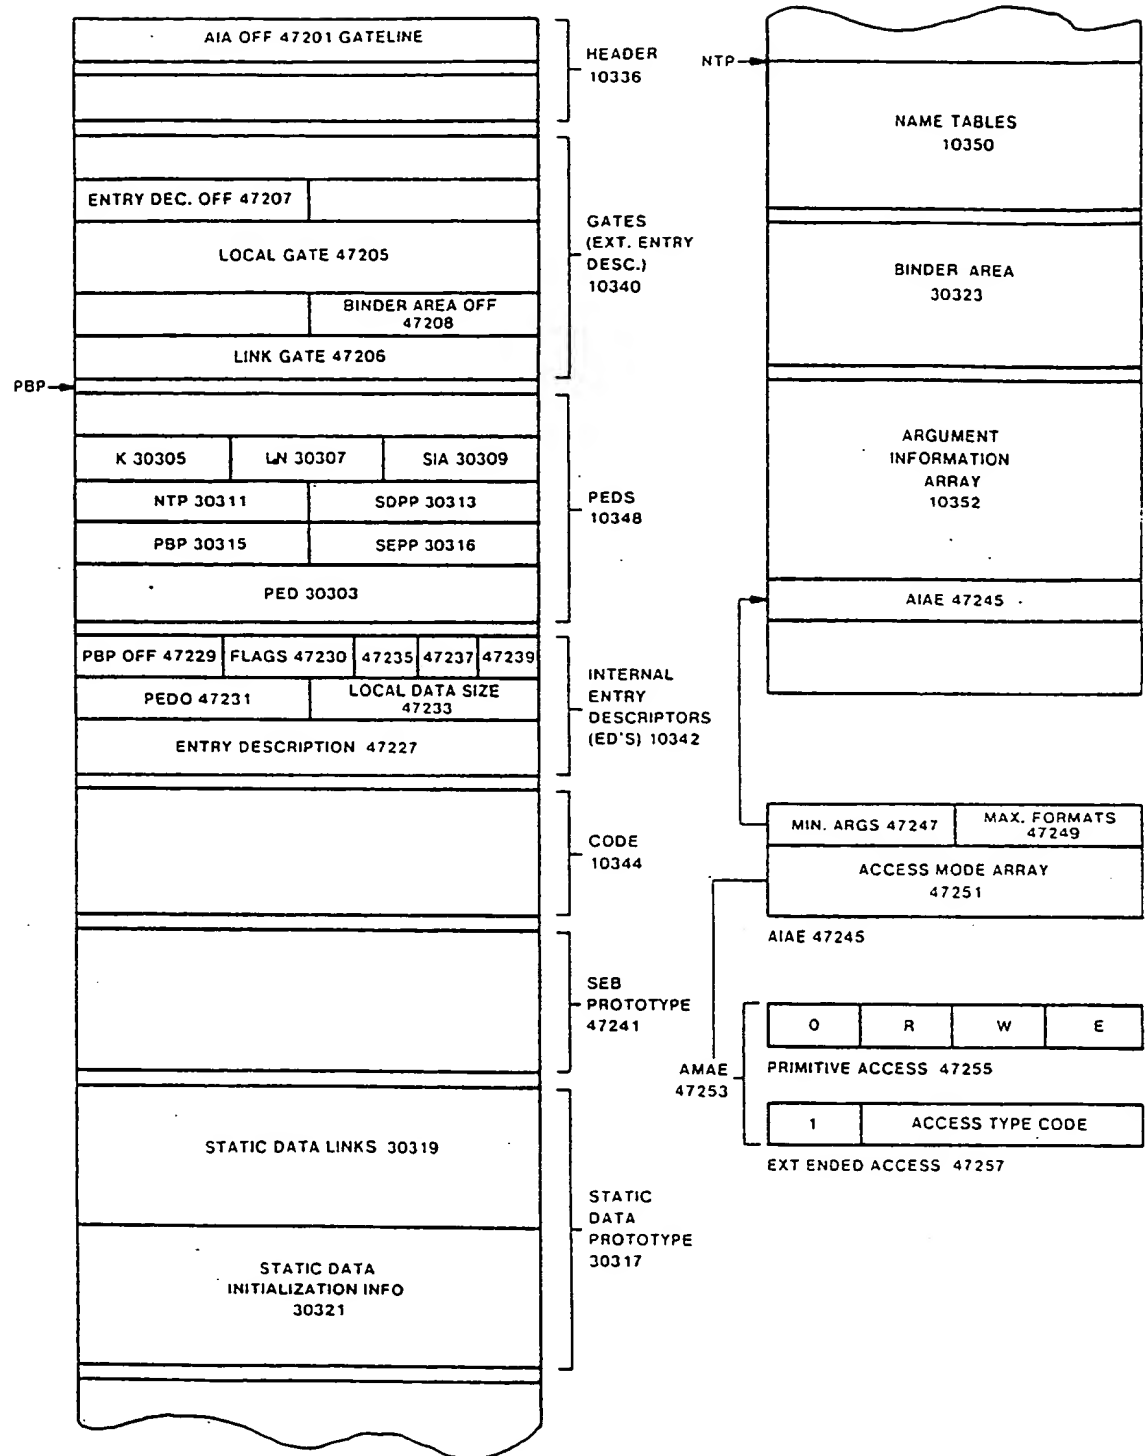 AIA OFF 47201 GATELINE
HEADER
10336
ENTRY DEC. OFF 47207
LOCAL GATE 47205
BINDER AREA OFF
47208
LINK GATE 47206
GATES
(EXT. ENTRY
DESC.)
10340
PBP
K 30305
LN 30307
SIA 30309
NTP 30311
SDPP 30313
PBP 30315
SEPP 30316
PED 30303
PEDS
10348
PBP OFF 47229
FLAGS 47230
47235
47237
47239
PEDO 47231
LOCAL DATA SIZE
47233
ENTRY DESCRIPTION 47227
INTERNAL
ENTRY
DESCRIPTORS
(ED'S) 10342
CODE
10344
SEB
PROTOTYPE
47241
STATIC DATA LINKS 30319
STATIC DATA
INITIALIZATION INFO
30321
STATIC
DATA
PROTOTYPE
30317
NTP
NAME TABLES
10350
BINDER AREA
30323
ARGUMENT
INFORMATION
ARRAY
10352
AIAE 47245
MIN. ARGS 47247
MAX. FORMATS
47249
ACCESS MODE ARRAY
47251
AIAE 47245
AMAE
47253
O
R
W
E
PRIMITIVE ACCESS 47255
1
ACCESS TYPE CODE
EXT ENDED ACCESS 47257